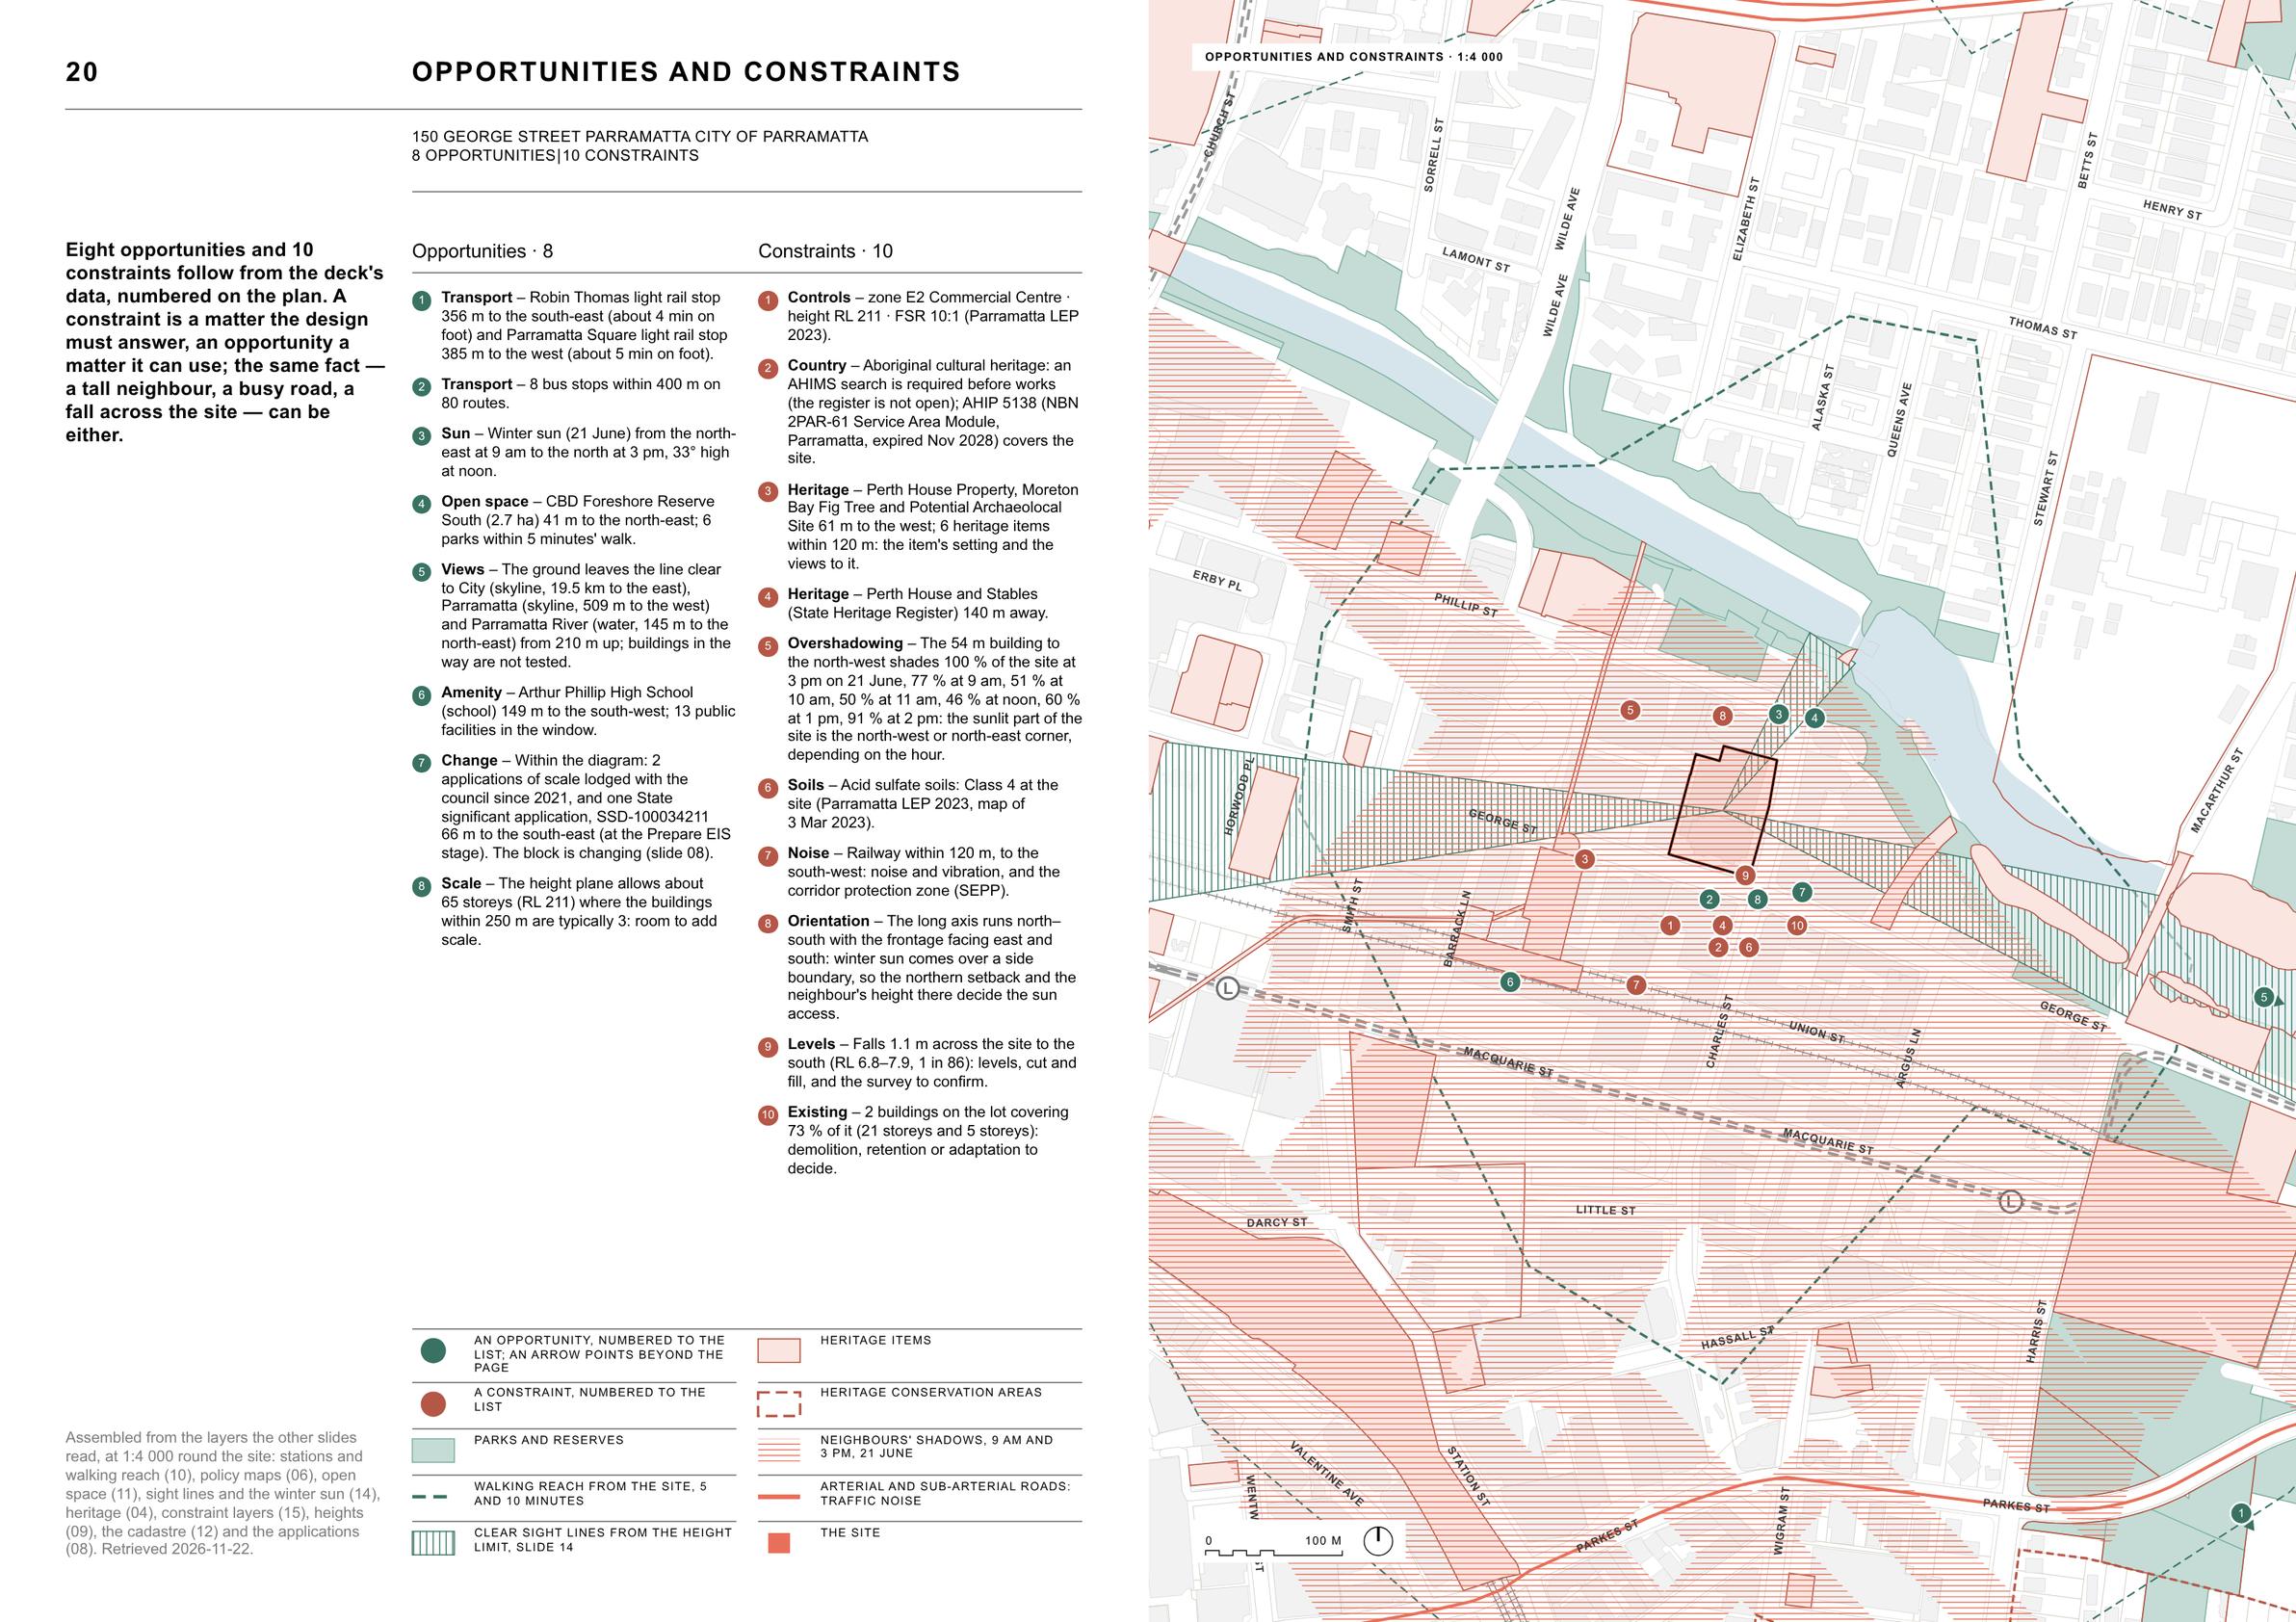 20
OPPORTUNITIES AND CONSTRAINTS
150 GEORGE STREET PARRAMATTA CITY OF PARRAMATTA
8 OPPORTUNITIES|10 CONSTRAINTS
Eight opportunities and 10
constraints follow from the deck's
data, numbered on the plan. A
constraint is a matter the design
must answer, an opportunity a
matter it can use; the same fact —
a tall neighbour, a busy road, a
fall across the site — can be
either.
Opportunities · 8
1 Transport – Robin Thomas light rail stop
356 m to the south-east (about 4 min on
foot) and Parramatta Square light rail stop
385 m to the west (about 5 min on foot).
2 Transport – 8 bus stops within 400 m on
80 routes.
3 Sun – Winter sun (21 June) from the north-
east at 9 am to the north at 3 pm, 33° high
at noon.
4 Open space – CBD Foreshore Reserve
South (2.7 ha) 41 m to the north-east; 6
parks within 5 minutes' walk.
5 Views – The ground leaves the line clear
to City (skyline, 19.5 km to the east),
Parramatta (skyline, 509 m to the west)
and Parramatta River (water, 145 m to the
north-east) from 210 m up; buildings in the
way are not tested.
6 Amenity – Arthur Phillip High School
(school) 149 m to the south-west; 13 public
facilities in the window.
7 Change – Within the diagram: 2
applications of scale lodged with the
council since 2021, and one State
significant application, SSD-100034211
66 m to the south-east (at the Prepare EIS
stage). The block is changing (slide 08).
8 Scale – The height plane allows about
65 storeys (RL 211) where the buildings
within 250 m are typically 3: room to add
scale.
Constraints · 10
1 Controls – zone E2 Commercial Centre ·
height RL 211 · FSR 10:1 (Parramatta LEP
2023).
2 Country – Aboriginal cultural heritage: an
AHIMS search is required before works
(the register is not open); AHIP 5138 (NBN
2PAR-61 Service Area Module,
Parramatta, expired Nov 2028) covers the
site.
3 Heritage – Perth House Property, Moreton
Bay Fig Tree and Potential Archaeolocal
Site 61 m to the west; 6 heritage items
within 120 m: the item's setting and the
views to it.
4 Heritage – Perth House and Stables
(State Heritage Register) 140 m away.
5 Overshadowing – The 54 m building to
the north-west shades 100 % of the site at
3 pm on 21 June, 77 % at 9 am, 51 % at
10 am, 50 % at 11 am, 46 % at noon, 60 %
at 1 pm, 91 % at 2 pm: the sunlit part of the
site is the north-west or north-east corner,
depending on the hour.
6 Soils – Acid sulfate soils: Class 4 at the
site (Parramatta LEP 2023, map of
3 Mar 2023).
7 Noise – Railway within 120 m, to the
south-west: noise and vibration, and the
corridor protection zone (SEPP).
8 Orientation – The long axis runs north–
south with the frontage facing east and
south: winter sun comes over a side
boundary, so the northern setback and the
neighbour's height there decide the sun
access.
9 Levels – Falls 1.1 m across the site to the
south (RL 6.8–7.9, 1 in 86): levels, cut and
fill, and the survey to confirm.
10 Existing – 2 buildings on the lot covering
73 % of it (21 storeys and 5 storeys):
demolition, retention or adaptation to
decide.
AN OPPORTUNITY, NUMBERED TO THE
LIST; AN ARROW POINTS BEYOND THE
PAGE
A CONSTRAINT, NUMBERED TO THE
LIST
PARKS AND RESERVES
WALKING REACH FROM THE SITE, 5
AND 10 MINUTES
CLEAR SIGHT LINES FROM THE HEIGHT
LIMIT, SLIDE 14
HERITAGE ITEMS
HERITAGE CONSERVATION AREAS
NEIGHBOURS' SHADOWS, 9 AM AND
3 PM, 21 JUNE
ARTERIAL AND SUB-ARTERIAL ROADS:
TRAFFIC NOISE
THE SITE
Assembled from the layers the other slides
read, at 1:4 000 round the site: stations and
walking reach (10), policy maps (06), open
space (11), sight lines and the winter sun (14),
heritage (04), constraint layers (15), heights
(09), the cadastre (12) and the applications
(08). Retrieved 2026-11-22.
OPPORTUNITIES AND CONSTRAINTS · 1:4 000
CHURCH ST
SORRELL ST
WILDE AVE
ELIZABETH ST
BETTS ST
HENRY ST
LAMONT ST
WILDE AVE
THOMAS ST
ALASKA ST
QUEENS AVE
STEWART ST
ERBY PL
PHILLIP ST
5
8
3
4
HORWOOD PL
GEORGE ST
MACARTHUR ST
3
9
2
8
7
SMITH ST
BARRACK LN
1
4
10
2
6
L
6
7
5
CHARLES ST
UNION ST
ARGUS LN
GEORGE ST
MACQUARIE ST
MACQUARIE ST
L
DARCY ST
LITTLE ST
HASSALL ST
HARRIS ST
VALENTINE AVE
STATION ST
WENTW
ST
WIGRAM ST
PARKES ST
PARKES ST
1
0
100 M